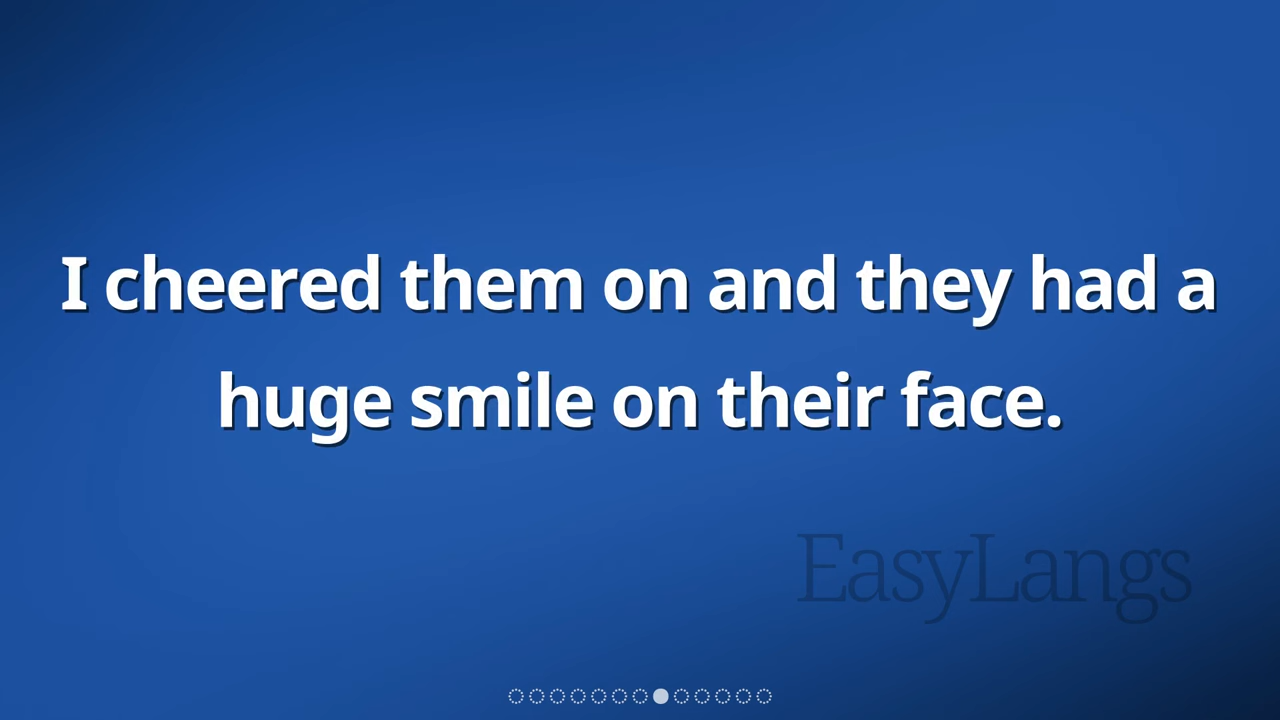 I cheered them on and they had a
huge smile on their face.
EasyLangs